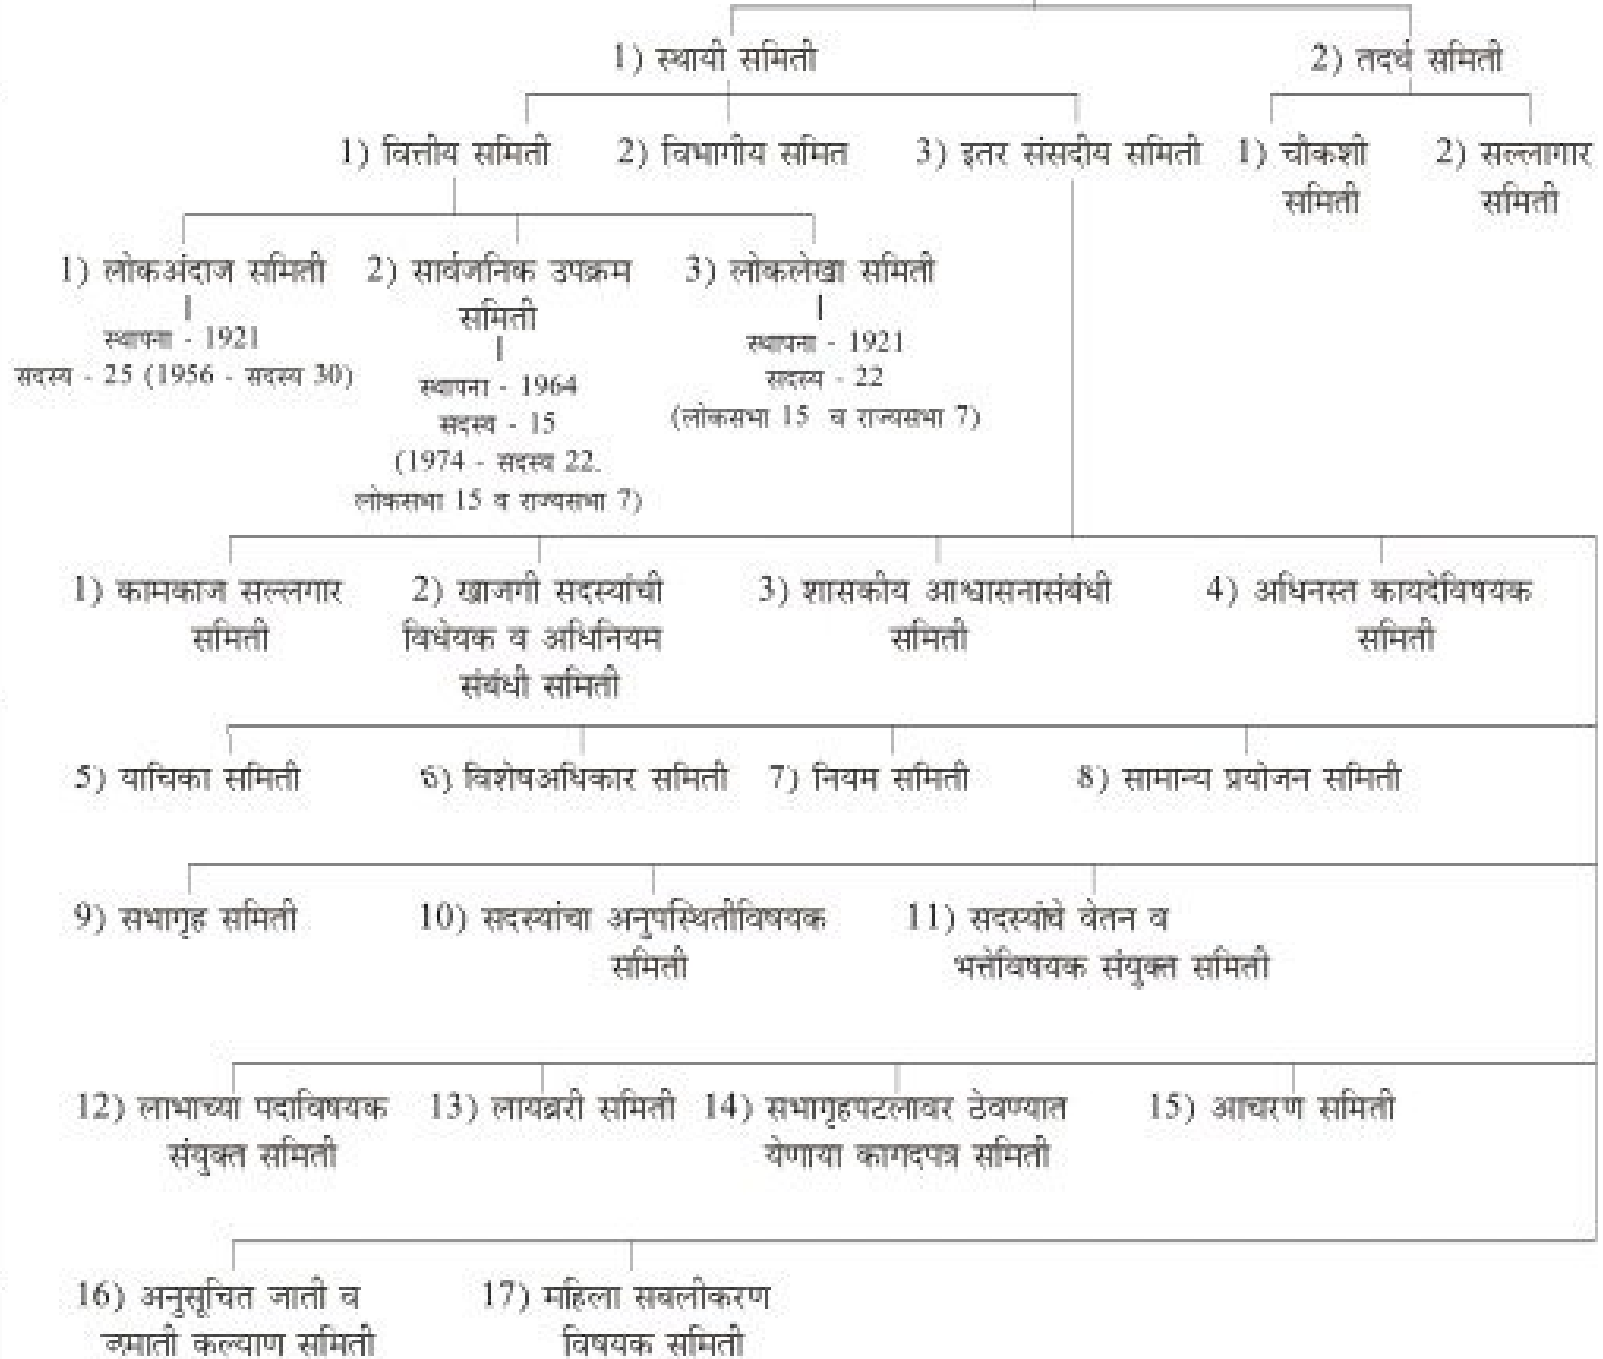 1) स्थायी समिती 2) तदर्थ समिती
1) वित्तीय समिती 2) विभागीय समित 3) इतर संसदीय समिती 1) चौकशी 2) सल्लागार
समिती समिती
1) लोकअंदाज समिती 2) सार्वजनिक उपक्रम 3) लोकलेखा समिती
समिती
स्थापना - 1921
सदस्य - 25 (1956 - सदस्य 30)
स्थापना - 1964
सदस्य - 15
(1974 - सदस्य 22.
लोकसभा 15 व राज्यसभा 7)
स्थापना - 1921
सदस्य - 22
(लोकसभा 15 व राज्यसभा 7)
1) कामकाज सल्लगार 2) खाजगी सदस्यांची 3) शासकीय आश्वासनासंबंधी 4) अधिनस्त कायदेविषयक
समिती विधेयक व अधिनियम समिती समिती
संबंधी समिती
5) याचिका समिती 6) विशेषअधिकार समिती 7) नियम समिती 8) सामान्य प्रयोजन समिती
9) सभागृह समिती 10) सदस्यांचा अनुपस्थितीविषयक 11) सदस्यांचे वेतन व
समिती भत्तेविषयक संयुक्त समिती
12) लाभाच्या पदाविषयक 13) लायब्ररी समिती 14) सभागृहपटलावर ठेवण्यात 15) आचरण समिती
संयुक्त समिती येणाया कागदपत्र समिती
16) अनुसूचित जाती व 17) महिला सबलीकरण
जमाती कल्याण समिती विषयक समिती